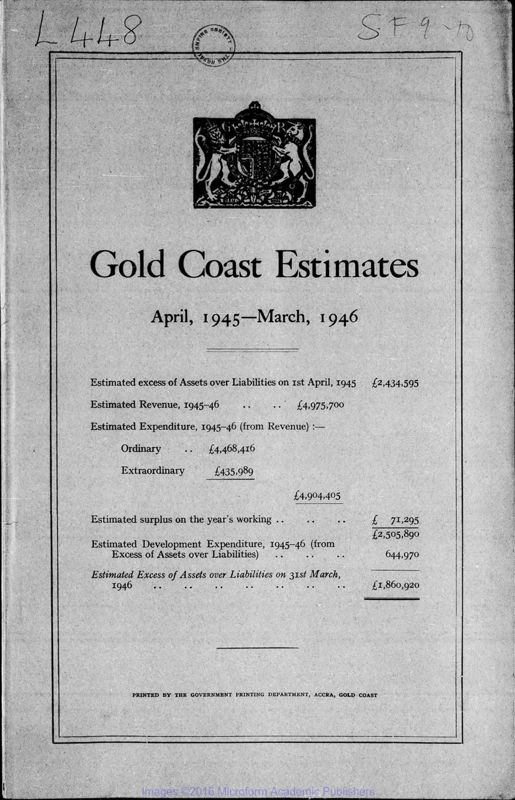 L448
SF9
Gold Coast Estimates
April, 1945—March, 1946
Estimated excess of Assets over Liabilities on 1st April, 1945 £2,434,595
Estimated Revenue, 1945–46 .. .. £4,975,700
Estimated Expenditure, 1945–46 (from Revenue) :—
Ordinary .. £4,468,416
Extraordinary £435,989
£4,904,405
Estimated surplus on the year's working .. .. .. £ 71,295
£2,505,890
Estimated Development Expenditure, 1945–46 (from
Excess of Assets over Liabilities) .. .. .. 644,970
Estimated Excess of Assets over Liabilities on 31st March,
1946 .. .. .. .. .. .. .. £1,860,920
PRINTED BY THE GOVERNMENT PRINTING DEPARTMENT, ACCRA, GOLD COAST
Images ©2016 Microform Academic Publishers